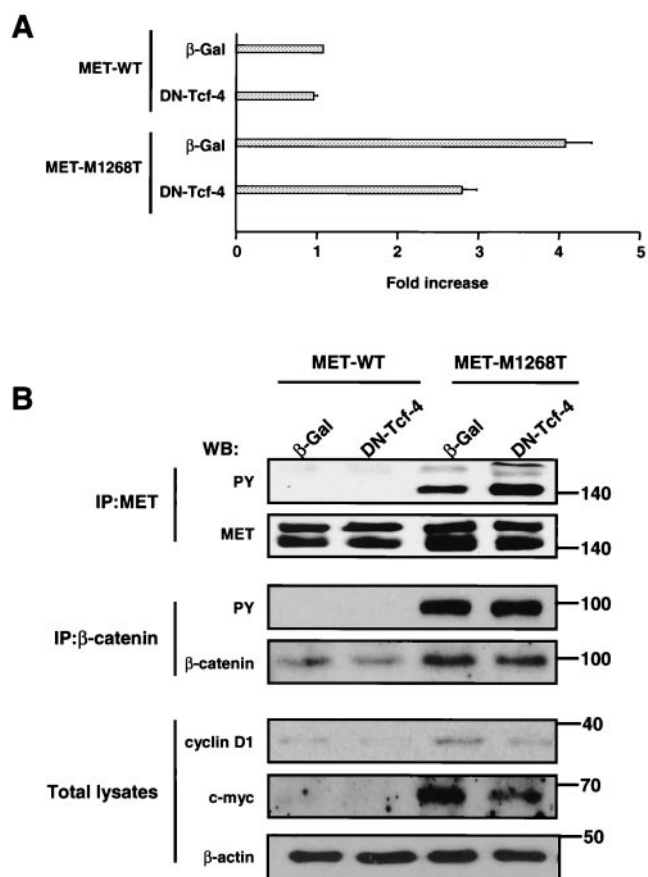 A
MET-WT
β-Gal
DN-Tcf-4
MET-M1268T
β-Gal
DN-Tcf-4
0 1 2 3 4 5
Fold increase
B
MET-WT MET-M1268T
WB: β-Gal DN-Tcf-4 β-Gal DN-Tcf-4
IP:MET
PY 140
MET 140
IP:β-catenin
PY 100
β-catenin 100
Total lysates
cyclin D1 40
c-myc 70
β-actin 50